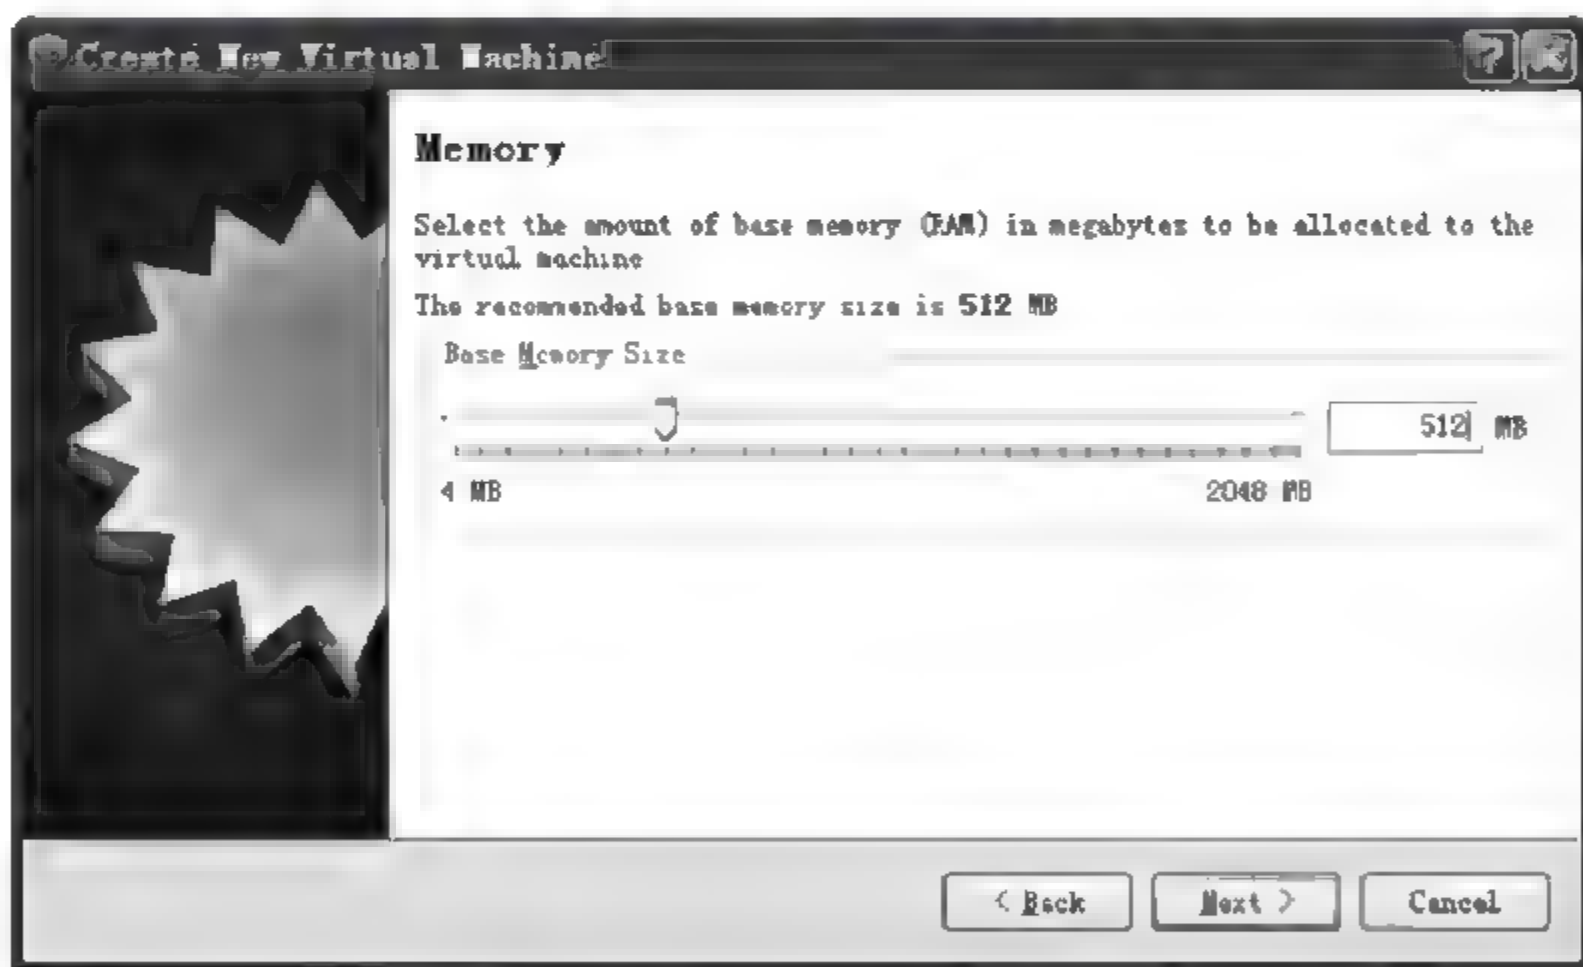 Create New Virtual Machine
Memory
Select the amount of base memory (RAM) in megabytes to be allocated to the
virtual machine
The recommended base memory size is 512 MB
Base Memory Size
512 MB
4 MB 2048 MB
< Back Next > Cancel